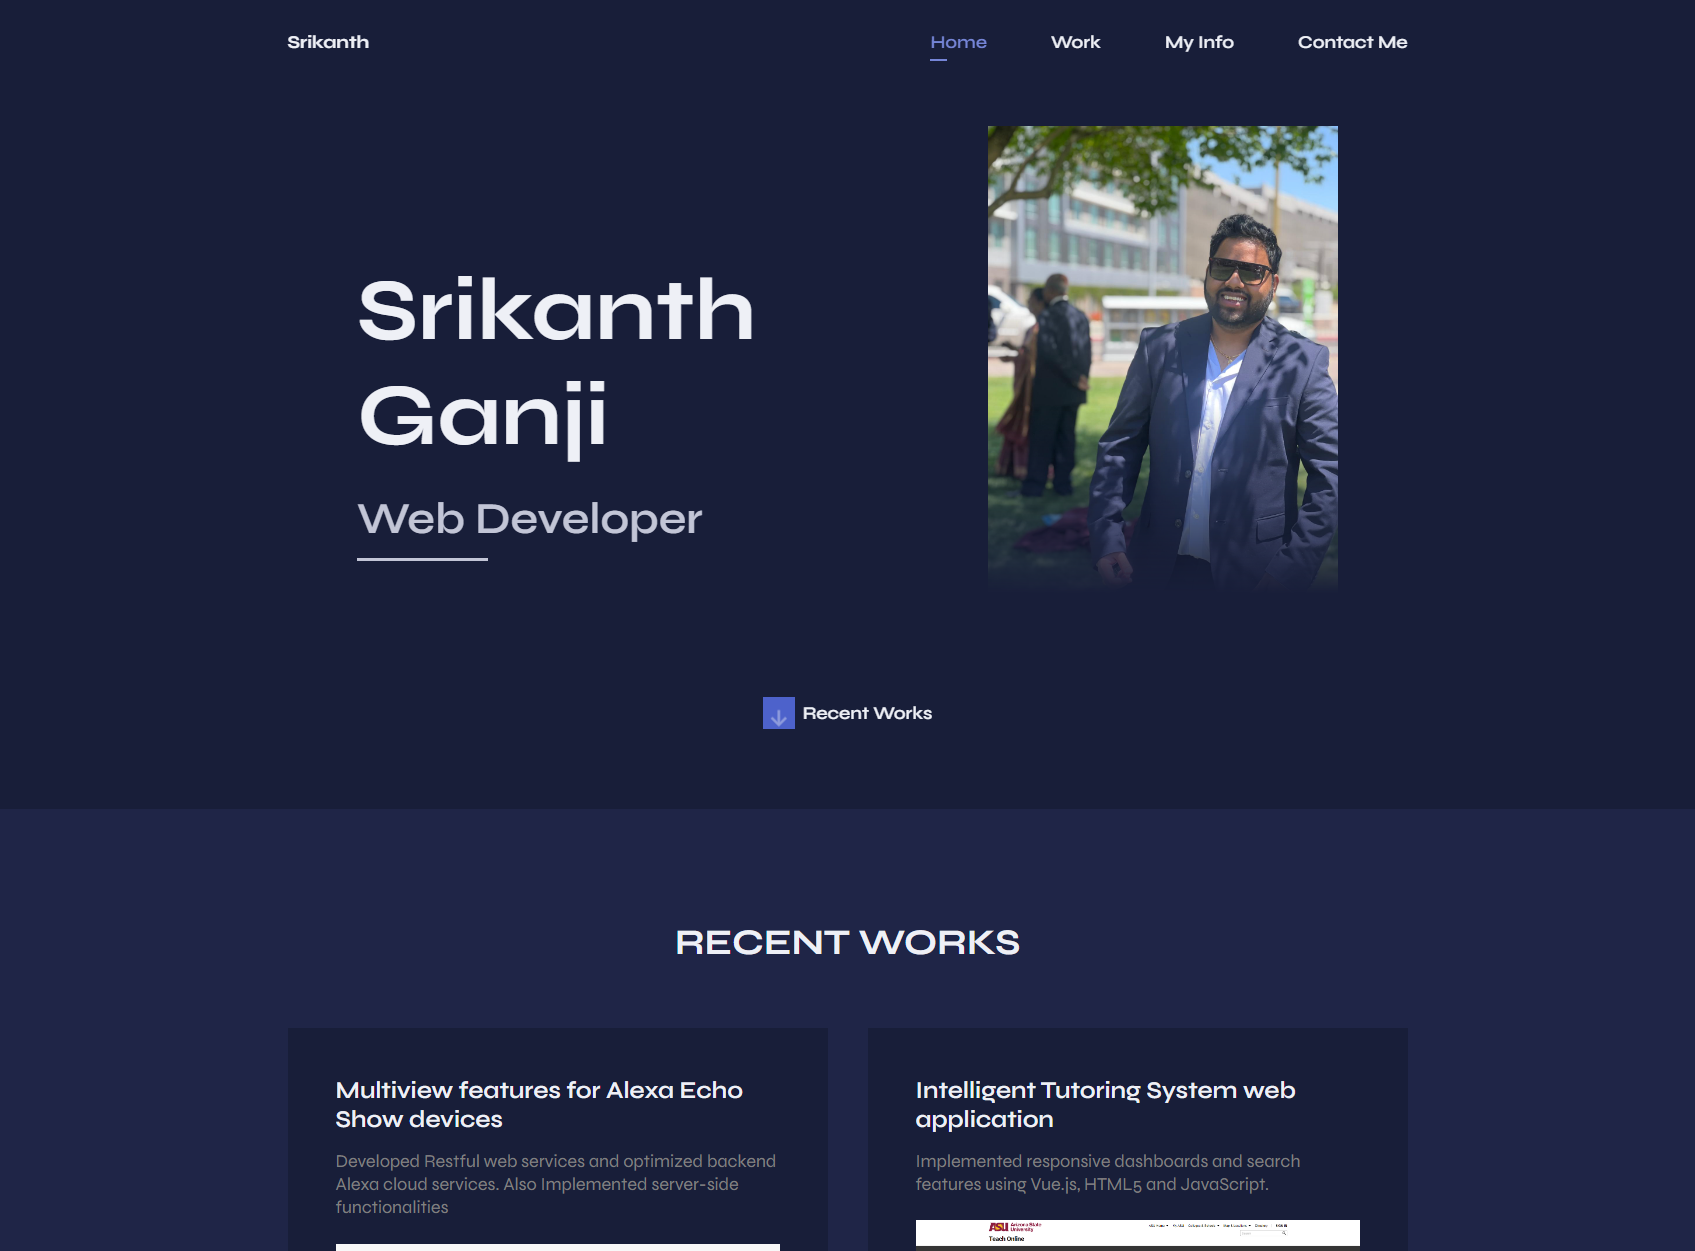 Srikanth
Home
Work
My Info
Contact Me
Srikanth
Ganji
Web Developer
Recent Works
RECENT WORKS
Multiview features for Alexa Echo
Show devices
Developed Restful web services and optimized backend
Alexa cloud services. Also Implemented server-side
functionalities
Intelligent Tutoring System web
application
Implemented responsive dashboards and search
features using Vue.js, HTML5 and JavaScript.
ASU Arizona State
University
Teach Online